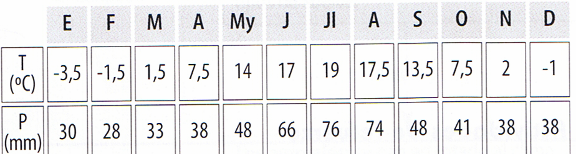 E F M A My J Jl A S O N D
T (ºC) -3,5 -1,5 1,5 7,5 14 17 19 17,5 13,5 7,5 2 -1
P (mm) 30 28 33 38 48 66 76 74 48 41 38 38